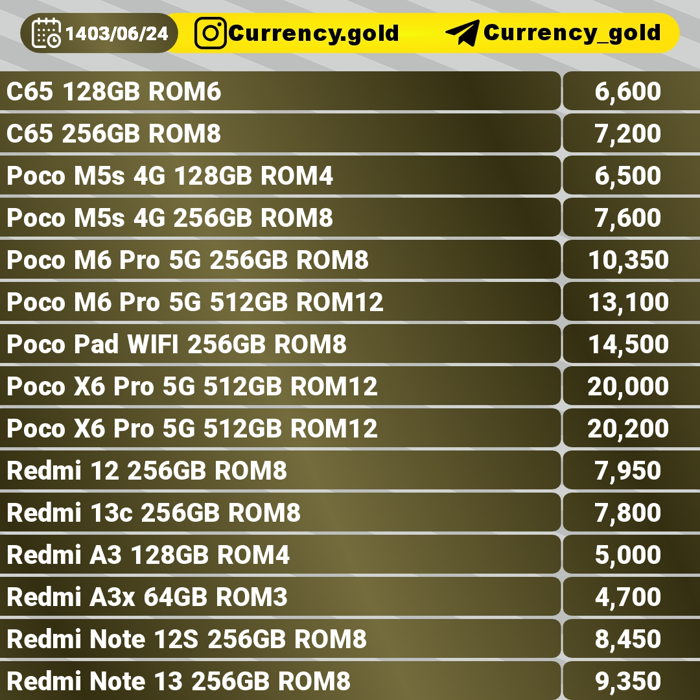 1403/06/24 Currency.gold Currency_gold
C65 128GB ROM6 6,600
C65 256GB ROM8 7,200
Poco M5s 4G 128GB ROM4 6,500
Poco M5s 4G 256GB ROM8 7,600
Poco M6 Pro 5G 256GB ROM8 10,350
Poco M6 Pro 5G 512GB ROM12 13,100
Poco Pad WIFI 256GB ROM8 14,500
Poco X6 Pro 5G 512GB ROM12 20,000
Poco X6 Pro 5G 512GB ROM12 20,200
Redmi 12 256GB ROM8 7,950
Redmi 13c 256GB ROM8 7,800
Redmi A3 128GB ROM4 5,000
Redmi A3x 64GB ROM3 4,700
Redmi Note 12S 256GB ROM8 8,450
Redmi Note 13 256GB ROM8 9,350